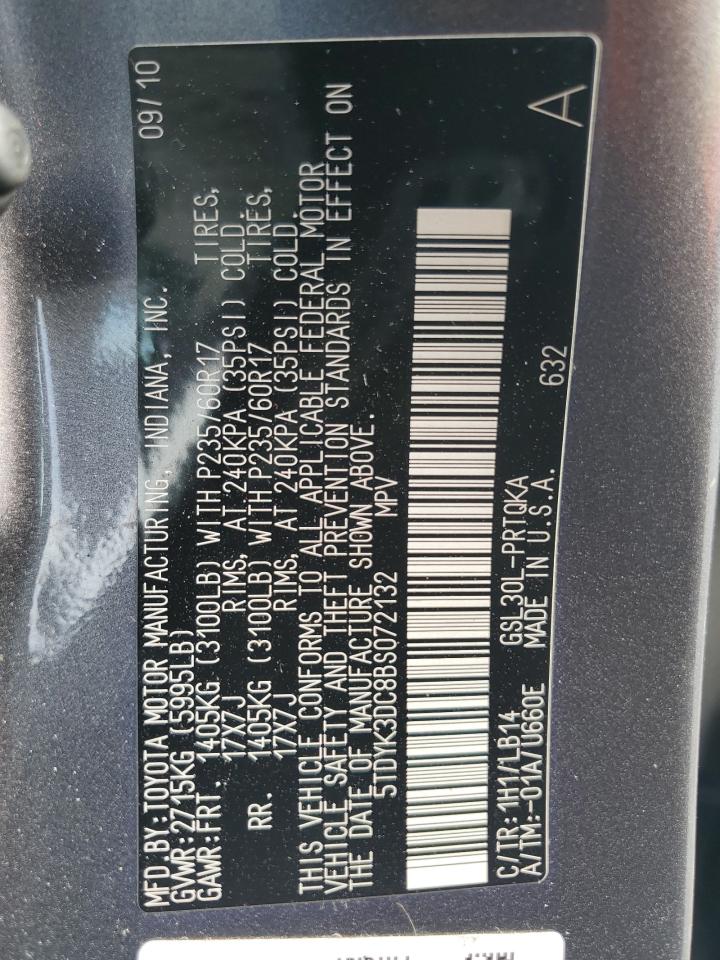 MFD.BY:TOYOTA MOTOR MANUFACTURING, INDIANA, INC. 09/10
GVWR:2715KG (5995LB)
GAWR:FRT. 1405KG (3100LB) WITH P235/60R17 TIRES,
17X7J RIMS, AT 240KPA (35PSI) COLD.
RR. 1405KG (3100LB) WITH P235/60R17 TIRES,
17X7J RIMS, AT 240KPA (35PSI) COLD.
THIS VEHICLE CONFORMS TO ALL APPLICABLE FEDERAL MOTOR
VEHICLE SAFETY AND THEFT PREVENTION STANDARDS IN EFFECT ON
THE DATE OF MANUFACTURE SHOWN ABOVE.
5TDYK3DC8BS072132 MPV
C/TR:1H1/LB14 GSL30L-PRTQKA 632 A
A/TM:-01A/U660E MADE IN U.S.A.